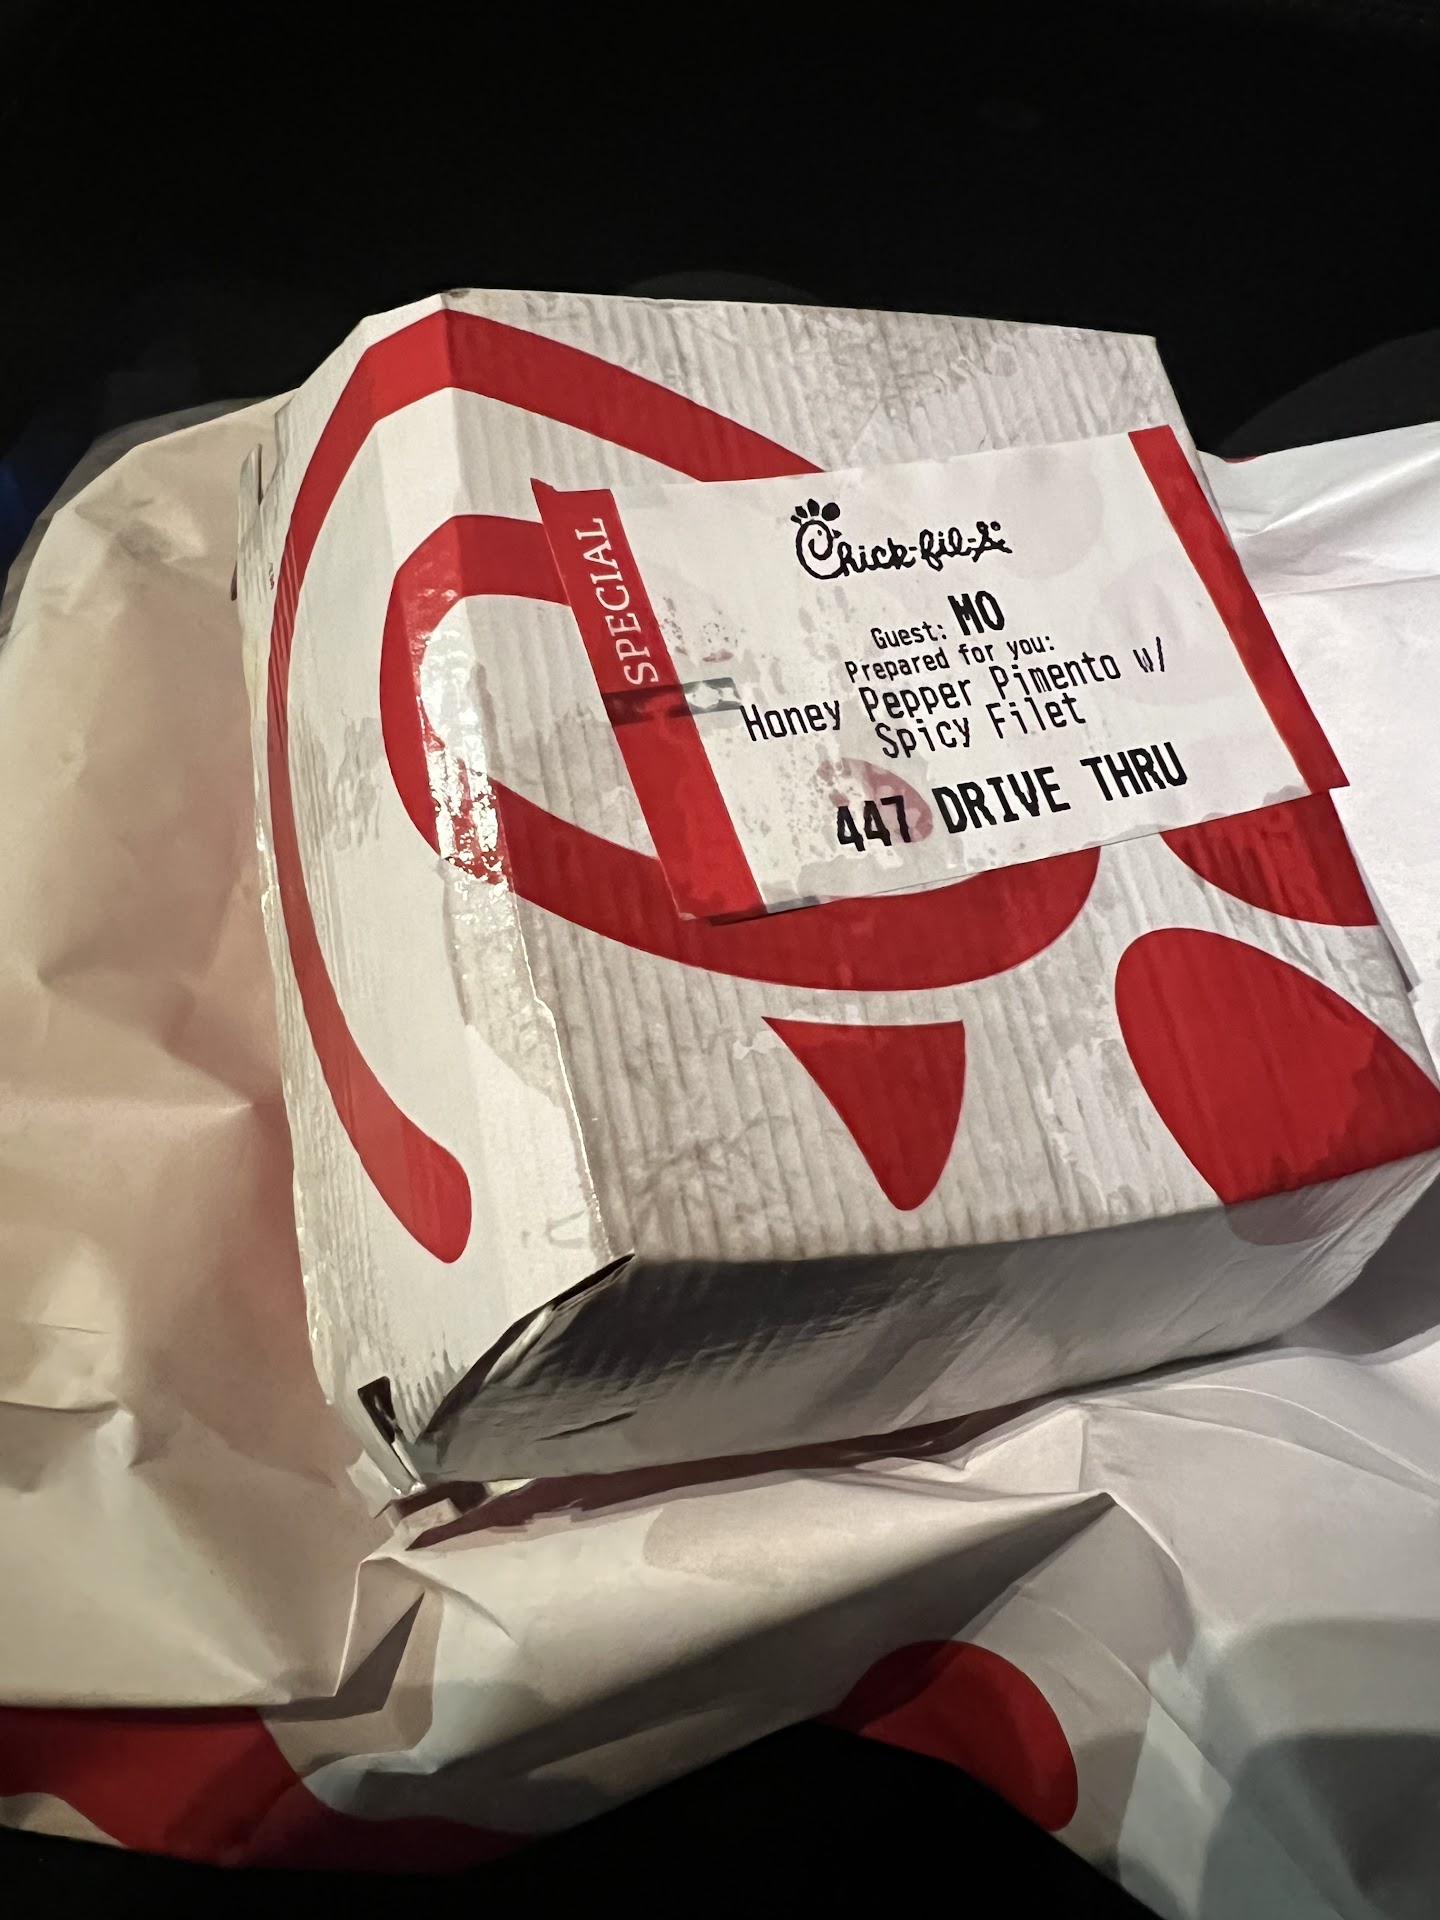 SPECIAL
Chick-fil-A
Guest: MO
Prepared for you:
Honey Pepper Pimento w/
Spicy Filet
447 DRIVE THRU